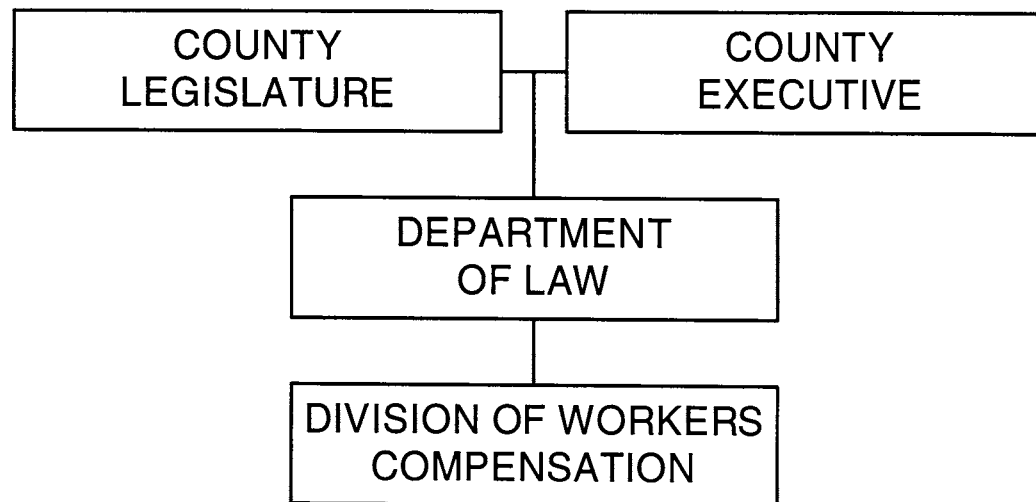 COUNTY
LEGISLATURE
COUNTY
EXECUTIVE
DEPARTMENT
OF LAW
DIVISION OF WORKERS
COMPENSATION